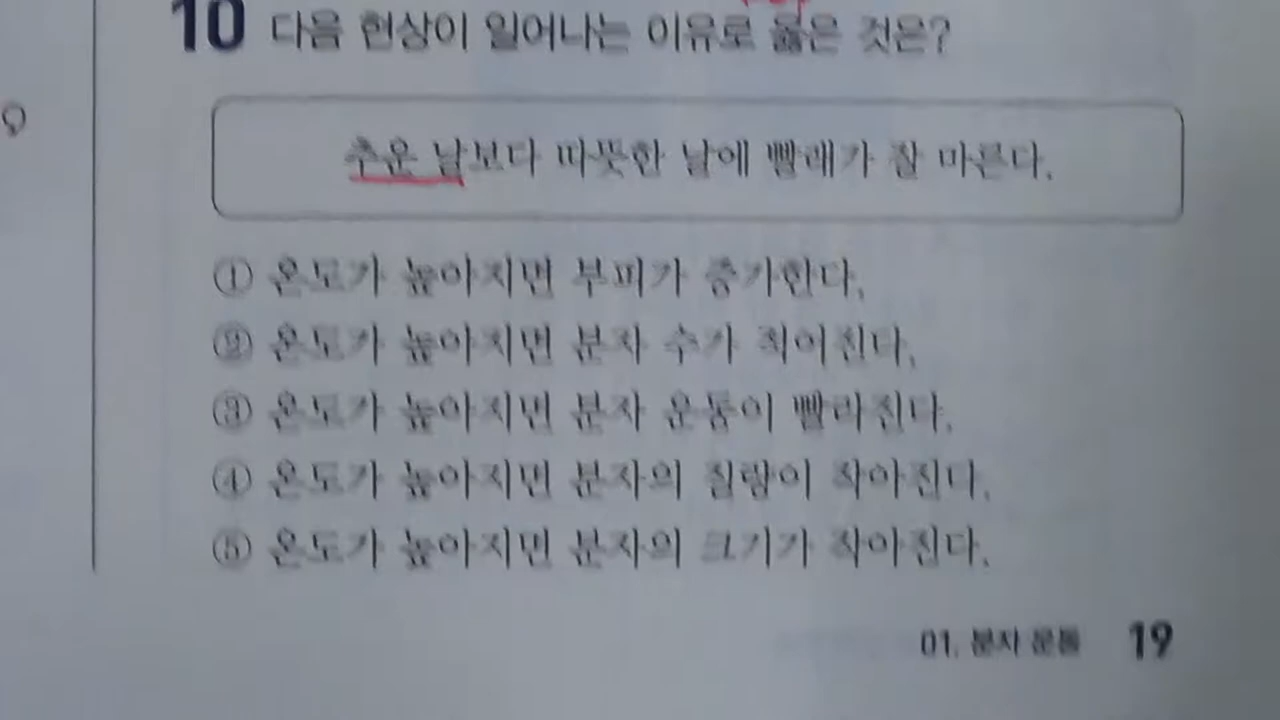 10 다음 현상이 일어나는 이유로 옳은 것은?
추운 날보다 따뜻한 날에 빨래가 잘 마른다.
① 온도가 높아지면 부피가 증가한다.
② 온도가 높아지면 분자 수가 적어진다.
③ 온도가 높아지면 분자 운동이 빨라진다.
④ 온도가 높아지면 분자의 질량이 작아진다.
⑤ 온도가 높아지면 분자의 크기가 작아진다.
01. 분자 운동 19